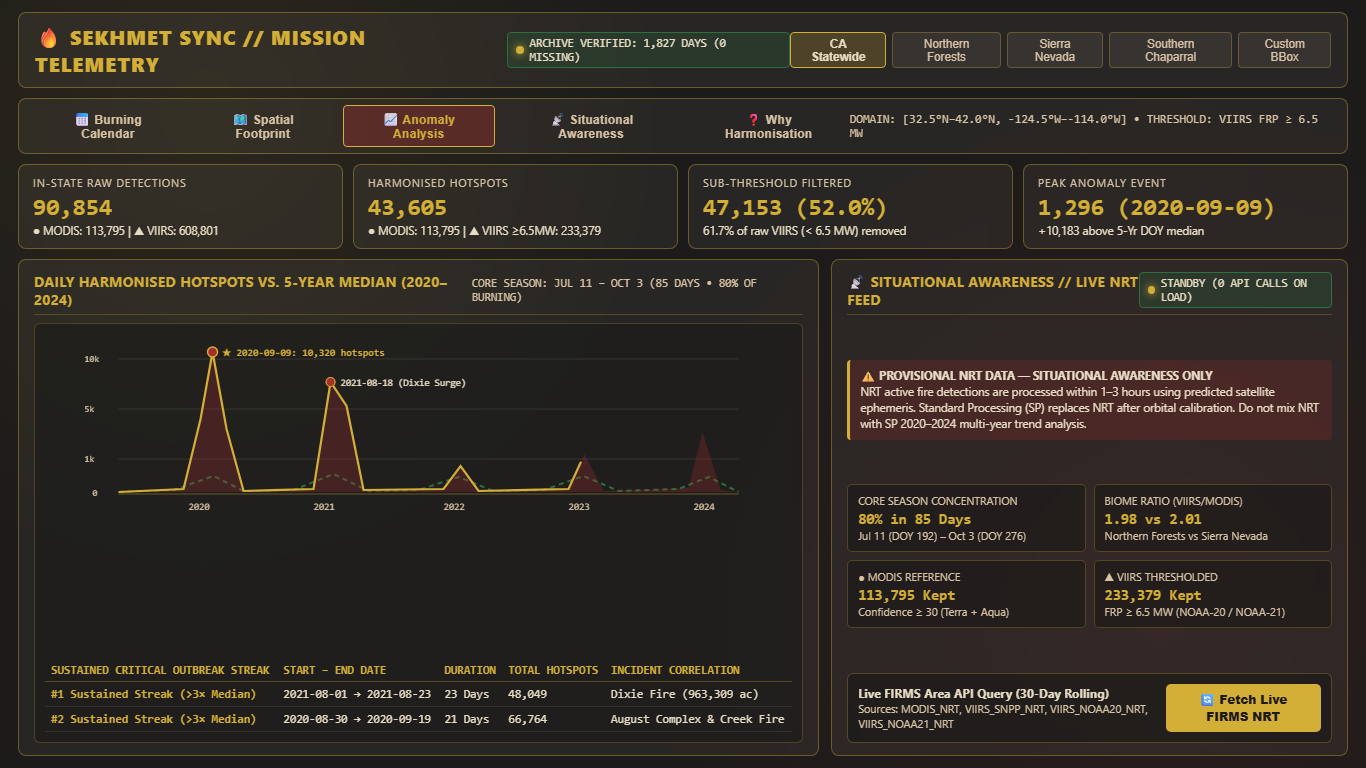 🔥 SEKHMET SYNC // MISSION
TELEMETRY
ARCHIVE VERIFIED: 1,827 DAYS (0
MISSING)
CA
Statewide
Northern
Forests
Sierra
Nevada
Southern
Chaparral
Custom
BBox
📅 Burning
Calendar
🗺️ Spatial
Footprint
📈 Anomaly
Analysis
📡 Situational
Awareness
❓ Why
Harmonisation
DOMAIN: [32.5°N–42.0°N, -124.5°W–-114.0°W] • THRESHOLD: VIIRS FRP ≥ 6.5
MW
IN-STATE RAW DETECTIONS
90,854
● MODIS: 113,795 | ▲ VIIRS: 608,801
HARMONISED HOTSPOTS
43,605
● MODIS: 113,795 | ▲ VIIRS ≥6.5MW: 233,379
SUB-THRESHOLD FILTERED
47,153 (52.0%)
61.7% of raw VIIRS (< 6.5 MW) removed
PEAK ANOMALY EVENT
1,296 (2020-09-09)
+10,183 above 5-Yr DOY median
DAILY HARMONISED HOTSPOTS VS. 5-YEAR MEDIAN (2020–
2024)
CORE SEASON: JUL 11 – OCT 3 (85 DAYS • 80% OF
BURNING)
★ 2020-09-09: 10,320 hotspots
2021-08-18 (Dixie Surge)
10k
5k
1k
0
2020
2021
2022
2023
2024
SUSTAINED CRITICAL OUTBREAK STREAK START – END DATE DURATION TOTAL HOTSPOTS INCIDENT CORRELATION
#1 Sustained Streak (>3× Median) 2021-08-01 → 2021-08-23 23 Days 48,049 Dixie Fire (963,309 ac)
#2 Sustained Streak (>3× Median) 2020-08-30 → 2020-09-19 21 Days 66,764 August Complex & Creek Fire
📡 SITUATIONAL AWARENESS // LIVE NRT
FEED
STANDBY (0 API CALLS ON
LOAD)
⚠️ PROVISIONAL NRT DATA — SITUATIONAL AWARENESS ONLY
NRT active fire detections are processed within 1–3 hours using predicted satellite
ephemeris. Standard Processing (SP) replaces NRT after orbital calibration. Do not mix NRT
with SP 2020–2024 multi-year trend analysis.
CORE SEASON CONCENTRATION
80% in 85 Days
Jul 11 (DOY 192) – Oct 3 (DOY 276)
BIOME RATIO (VIIRS/MODIS)
1.98 vs 2.01
Northern Forests vs Sierra Nevada
● MODIS REFERENCE
113,795 Kept
Confidence ≥ 30 (Terra + Aqua)
▲ VIIRS THRESHOLDED
233,379 Kept
FRP ≥ 6.5 MW (NOAA-20 / NOAA-21)
Live FIRMS Area API Query (30-Day Rolling)
Sources: MODIS_NRT, VIIRS_SNPP_NRT, VIIRS_NOAA20_NRT,
VIIRS_NOAA21_NRT
🔄 Fetch Live
FIRMS NRT